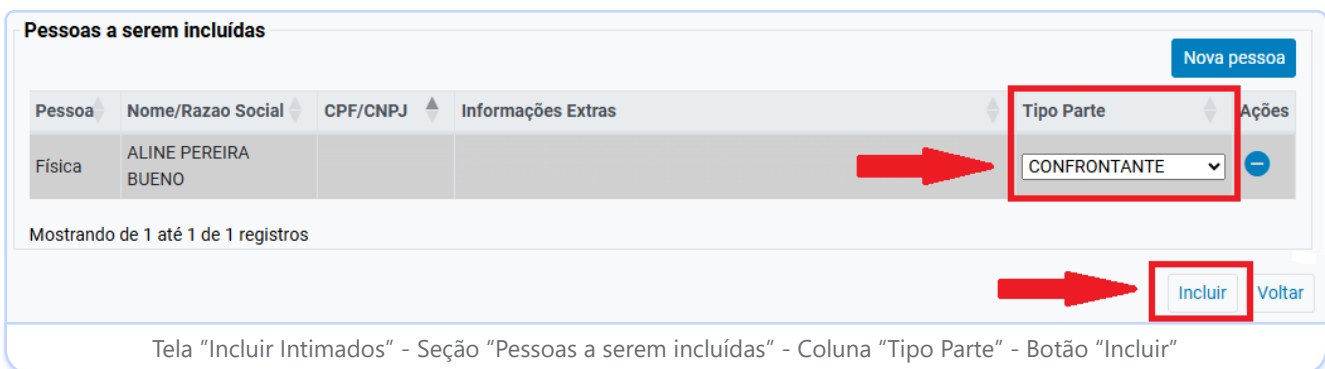 Pessoas a serem incluídas
Nova pessoa
Pessoa Nome/Razao Social CPF/CNPJ Informações Extras Tipo Parte Ações
Física ALINE PEREIRA BUENO CONFRONTANTE
Mostrando de 1 até 1 de 1 registros
Incluir Voltar
Tela “Incluir Intimados” - Seção “Pessoas a serem incluídas” - Coluna “Tipo Parte” - Botão “Incluir”